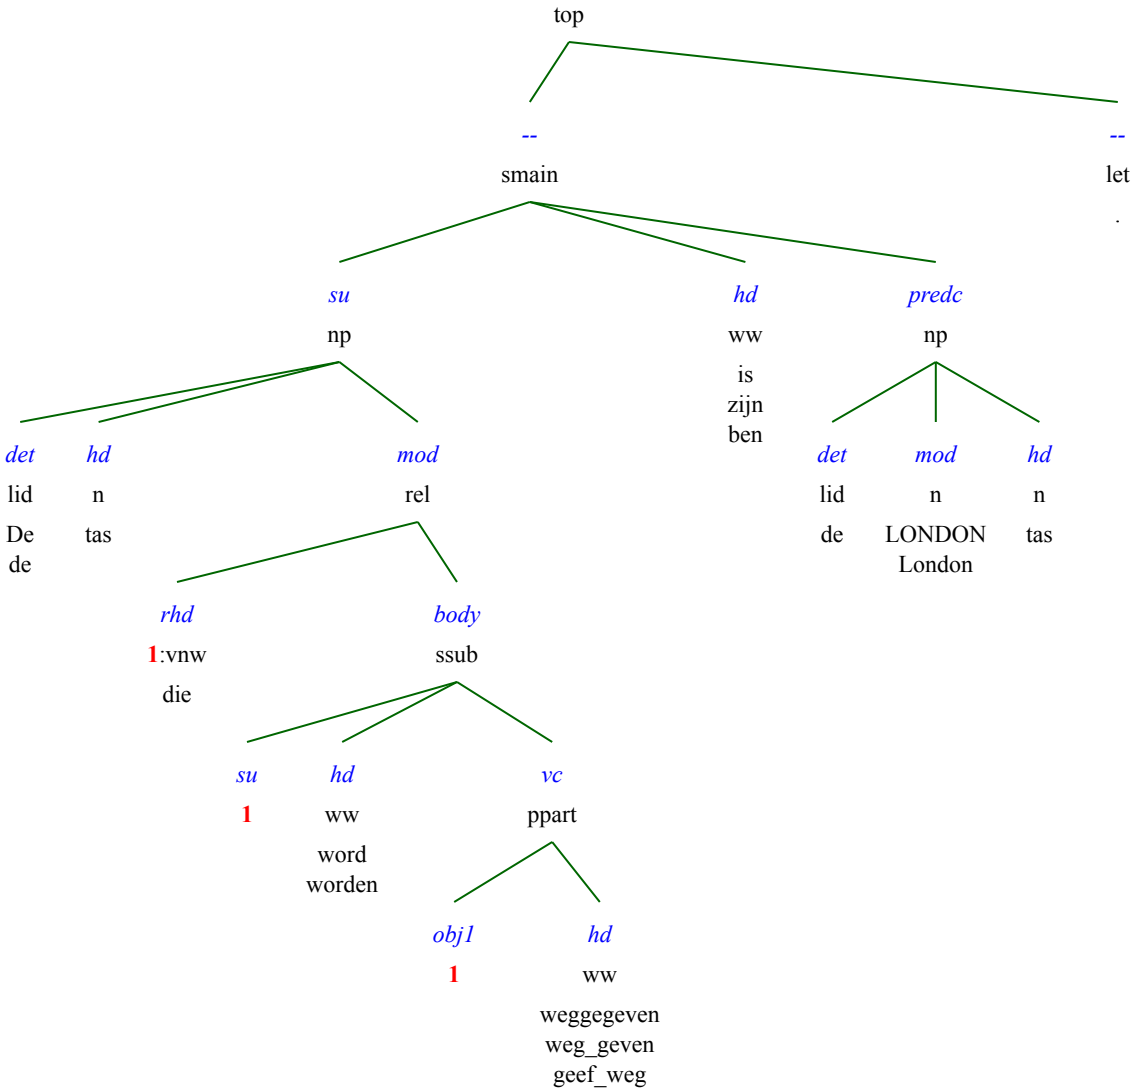 top
-- --
smain let
.
su hd predc
np ww np
is
zijn
ben
det hd mod det mod hd
lid n rel lid n n
De tas de LONDON tas
de London
rhd body
1:vnw ssub
die
su hd vc
1 ww ppart
word
worden
obj1 hd
1 ww
weggegeven
weg_geven
geef_weg